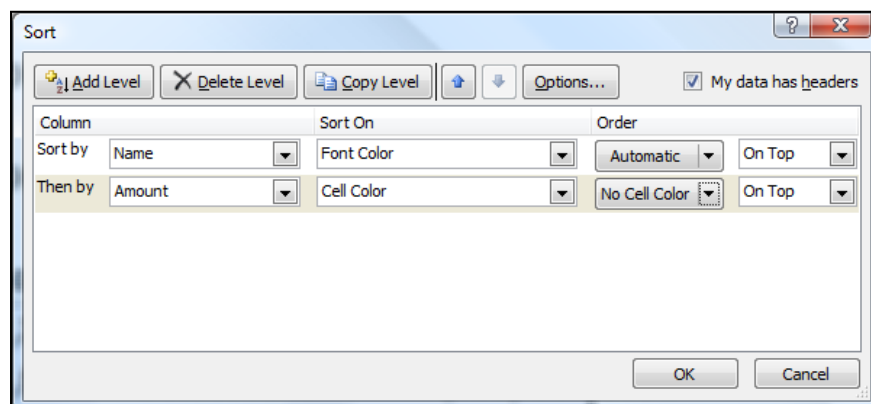 Sort
Add Level Delete Level Copy Level Options... My data has headers
Column Sort On Order
Sort by Name Font Color Automatic On Top
Then by Amount Cell Color No Cell Color On Top
OK Cancel